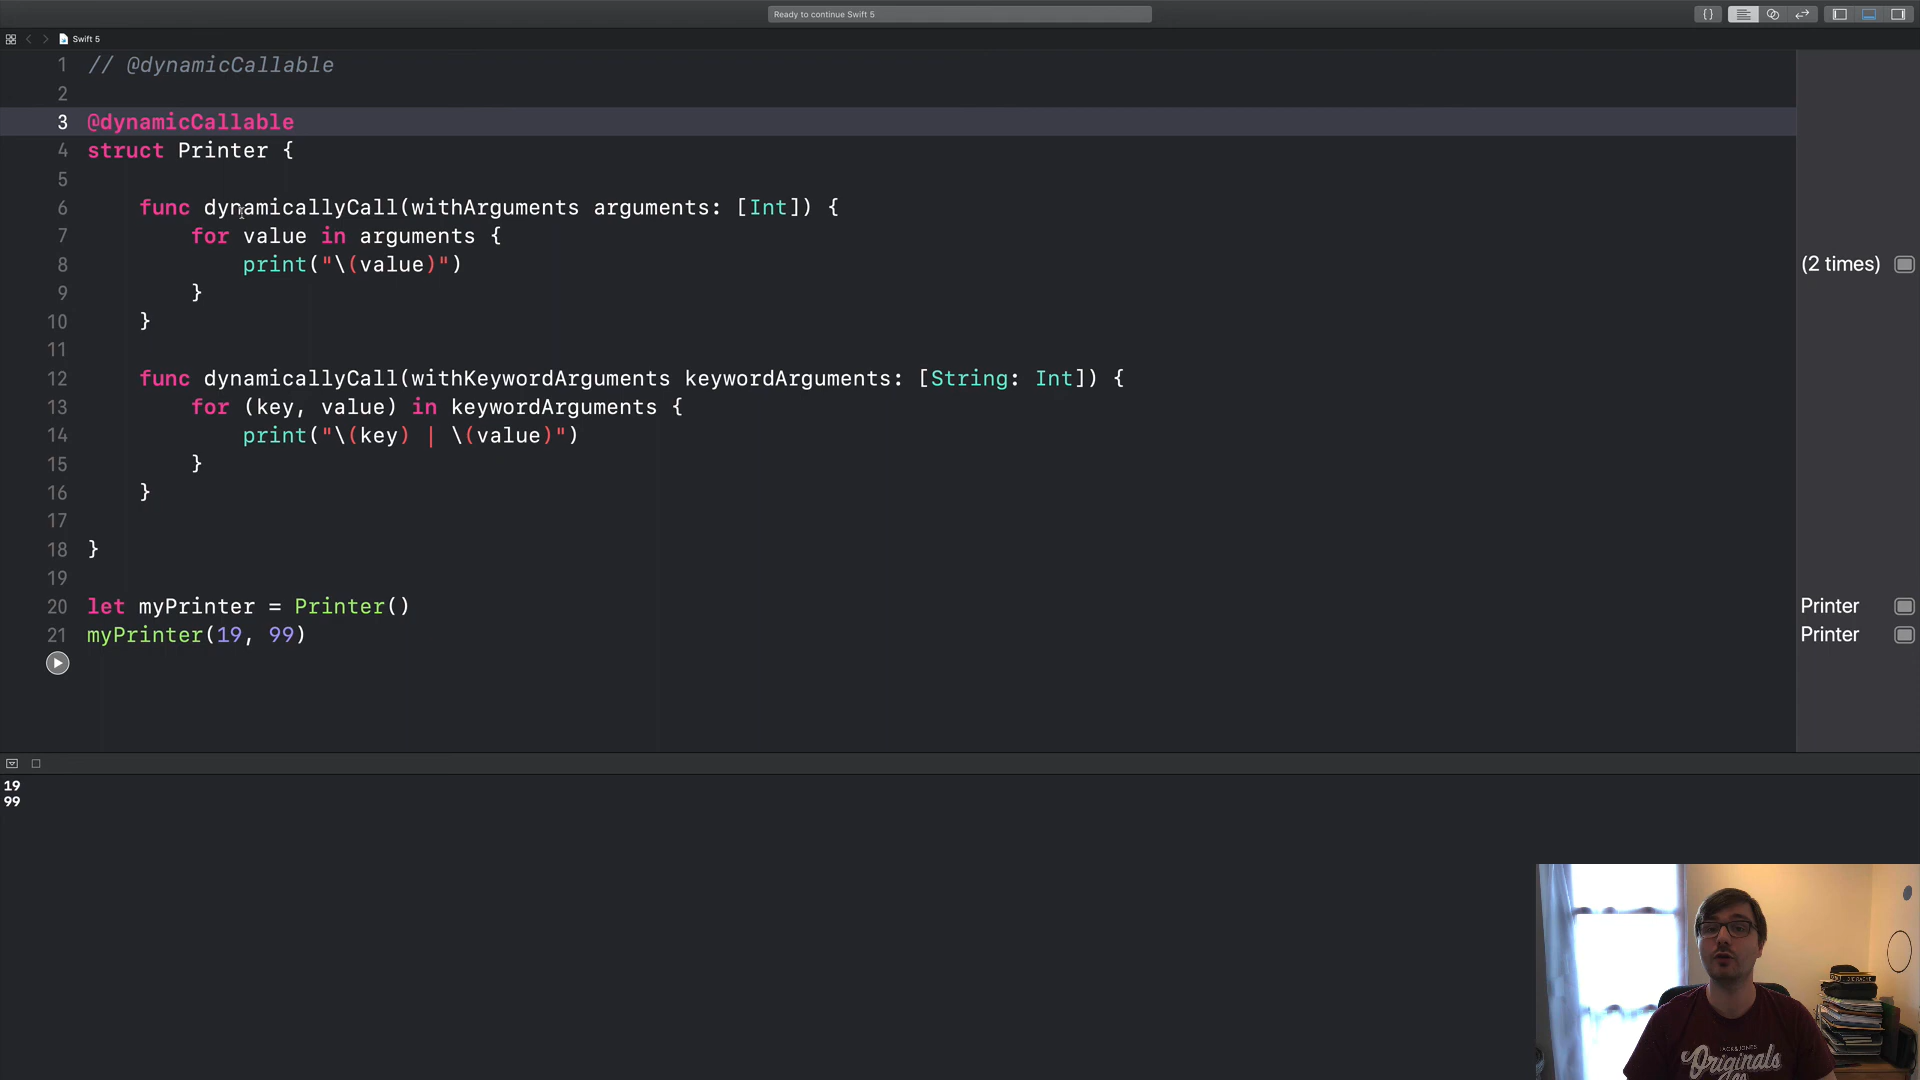 Ready to continue Swift 5
{}
Swift 5
1 // @dynamicCallable
2
3 @dynamicCallable
4 struct Printer {
5
6 func dynamicallyCall(withArguments arguments: [Int]) {
7 for value in arguments {
8 print("\(value)")
(2 times)
9 }
10 }
11
12 func dynamicallyCall(withKeywordArguments keywordArguments: [String: Int]) {
13 for (key, value) in keywordArguments {
14 print("\(key) | \(value)")
15 }
16 }
17
18 }
19
20 let myPrinter = Printer()
Printer
21 myPrinter(19, 99)
Printer
19
99
JACK&JONES
Originals